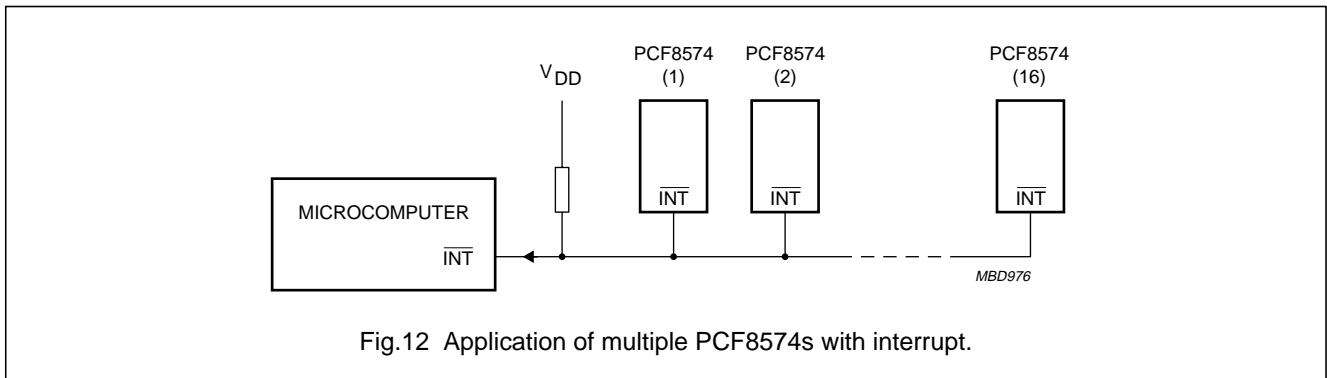 PCF8574
(1)
PCF8574
(2)
PCF8574
(16)
VDD
INT
INT
INT
MICROCOMPUTER
INT
MBD976
Fig.12 Application of multiple PCF8574s with interrupt.